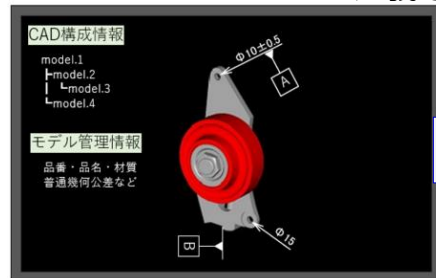 CAD構成情報
model.1
model.2
model.3
model.4
モデル管理情報
品番・品名・材質
普通幾何公差など
Φ10±0.5
A
Φ15
B